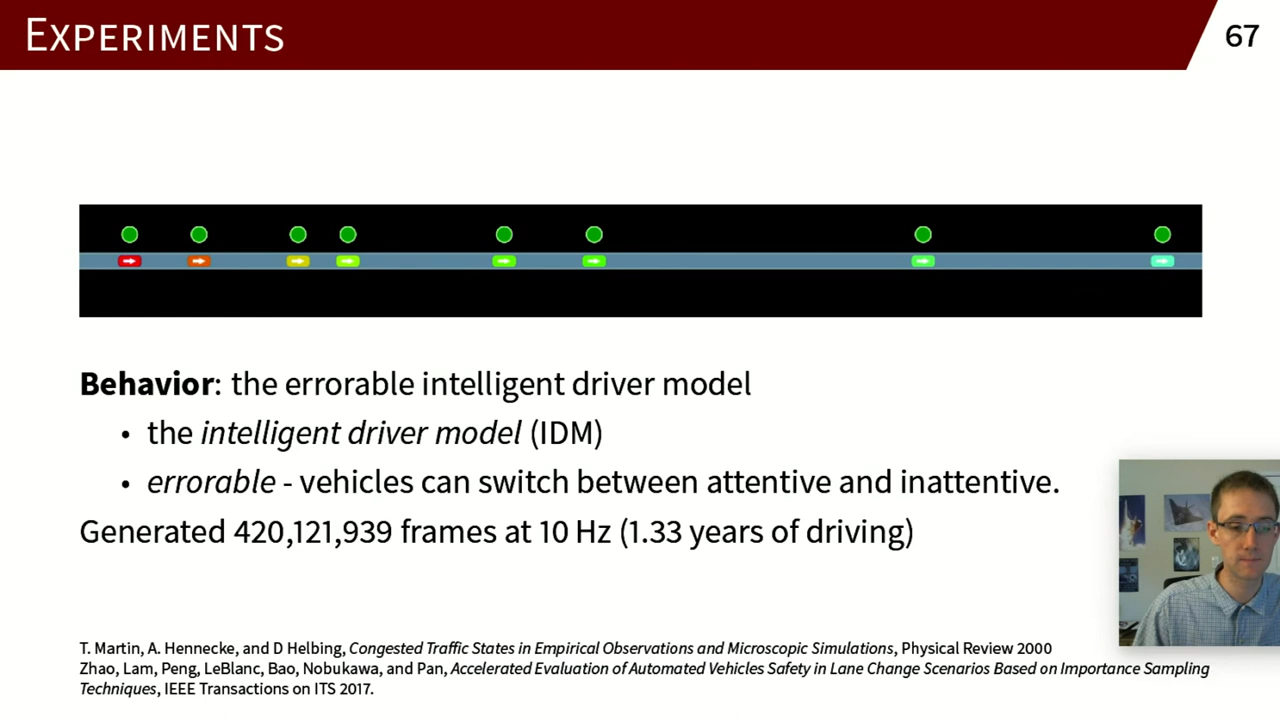 EXPERIMENTS
67
Behavior: the errorable intelligent driver model
• the intelligent driver model (IDM)
• errorable - vehicles can switch between attentive and inattentive.
Generated 420,121,939 frames at 10 Hz (1.33 years of driving)
T. Martin, A. Hennecke, and D Helbing, Congested Traffic States in Empirical Observations and Microscopic Simulations, Physical Review 2000
Zhao, Lam, Peng, LeBlanc, Bao, Nobukawa, and Pan, Accelerated Evaluation of Automated Vehicles Safety in Lane Change Scenarios Based on Importance Sampling
Techniques, IEEE Transactions on ITS 2017.